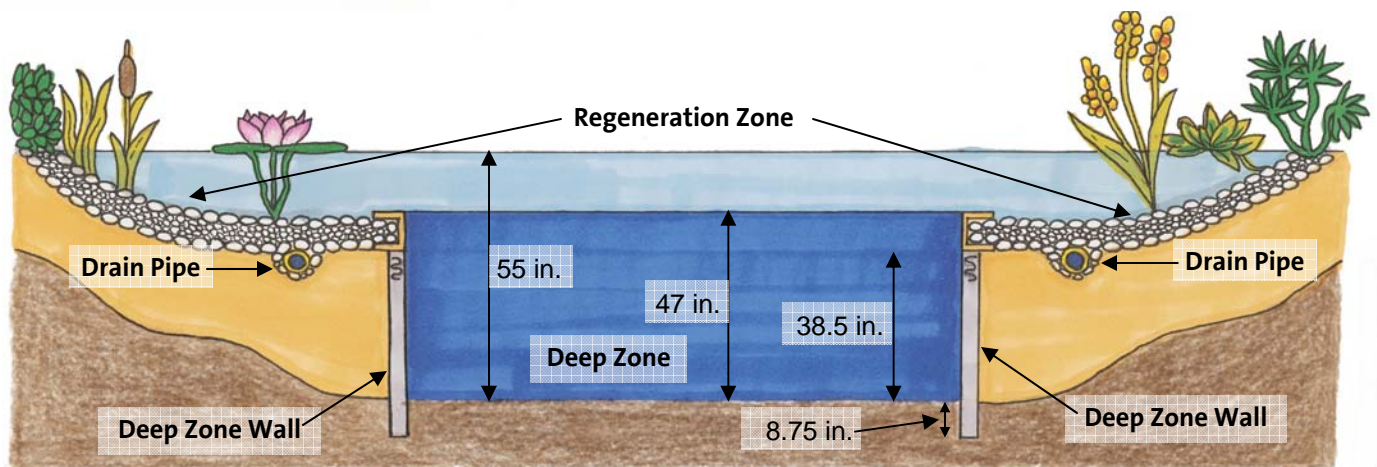 Regeneration Zone
Drain Pipe
55 in.
47 in.
38.5 in.
Drain Pipe
Deep Zone
Deep Zone Wall
8.75 in.
Deep Zone Wall